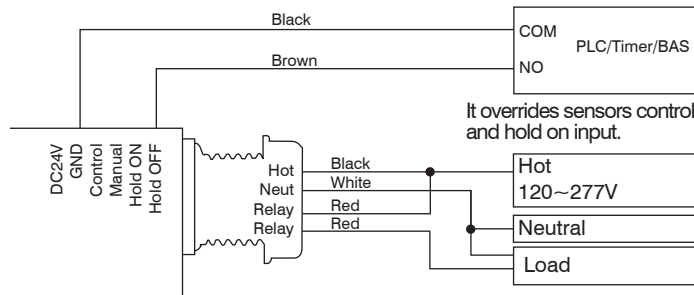 Black
COM
PLC/Timer/BAS
Brown
NO
It overrides sensors control
and hold on input.
DC24V
GND
Control
Manual
Hold ON
Hold OFF
Hot
Black
Hot
120~277V
Neut
White
Relay
Red
Neutral
Relay
Red
Load